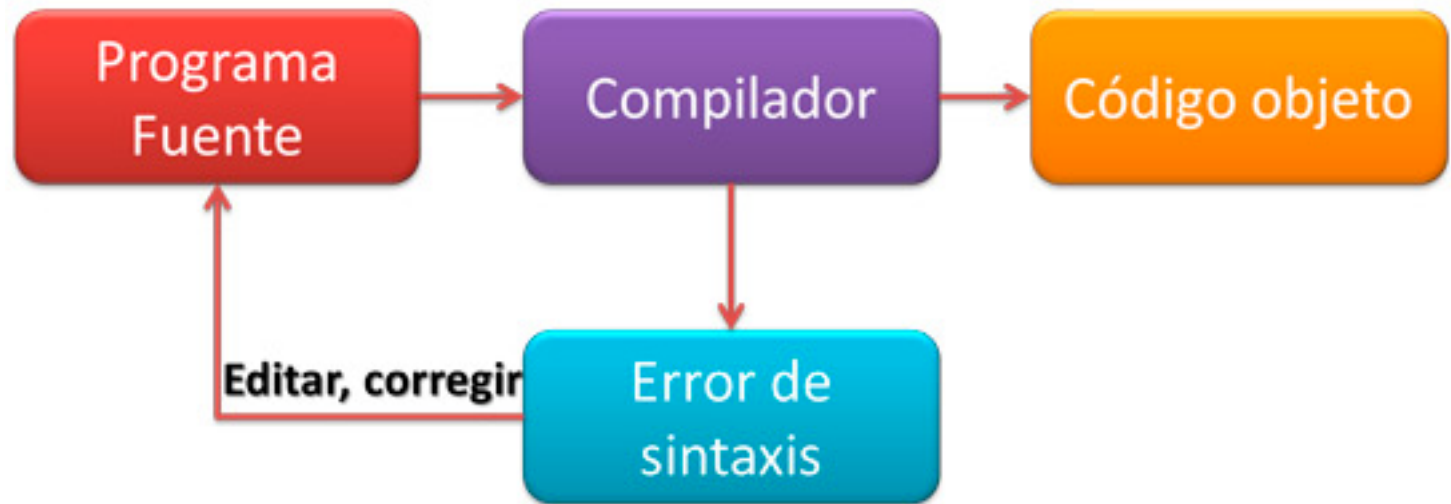 Programa
Fuente
Compilador
Código objeto
Editar, corregir
Error de
sintaxis